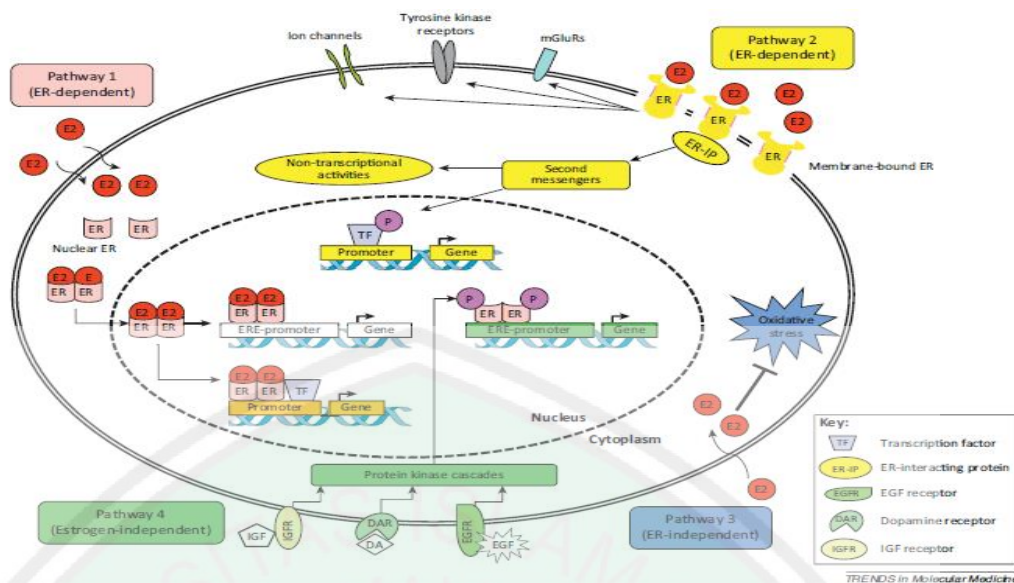 Ion channels
Tyrosine kinase
receptors
mGluRs
Pathway 2
(ER-dependent)
Pathway 1
(ER-dependent)
E2
E2
E2
E2
E2
E2
E2
E2
ER
ER
ER
ER-IP
Membrane-bound ER
Non-transcriptional
activities
Second
messengers
ER
ER
Nuclear ER
P
TF
Promoter
Gene
E2
E
ER
ER
E2
E2
ER
ER
E2
E2
ER
ER
ERE-promoter
Gene
P
P
ER
ER
ERE-promoter
Gene
Oxidative
stress
E2
E2
ER
ER
TF
Promoter
Gene
Nucleus
Cytoplasm
E2
E2
E2
Protein kinase cascades
Pathway 4
(Estrogen-independent)
IGF
IGFR
DAR
DA
EGFR
EGF
Pathway 3
(ER-independent)
Key:
TF
Transcription factor
ER-IP
ER-interacting protein
EGFR
EGF receptor
DAR
Dopamine receptor
IGFR
IGF receptor
TRENDS in Molecular Medicine